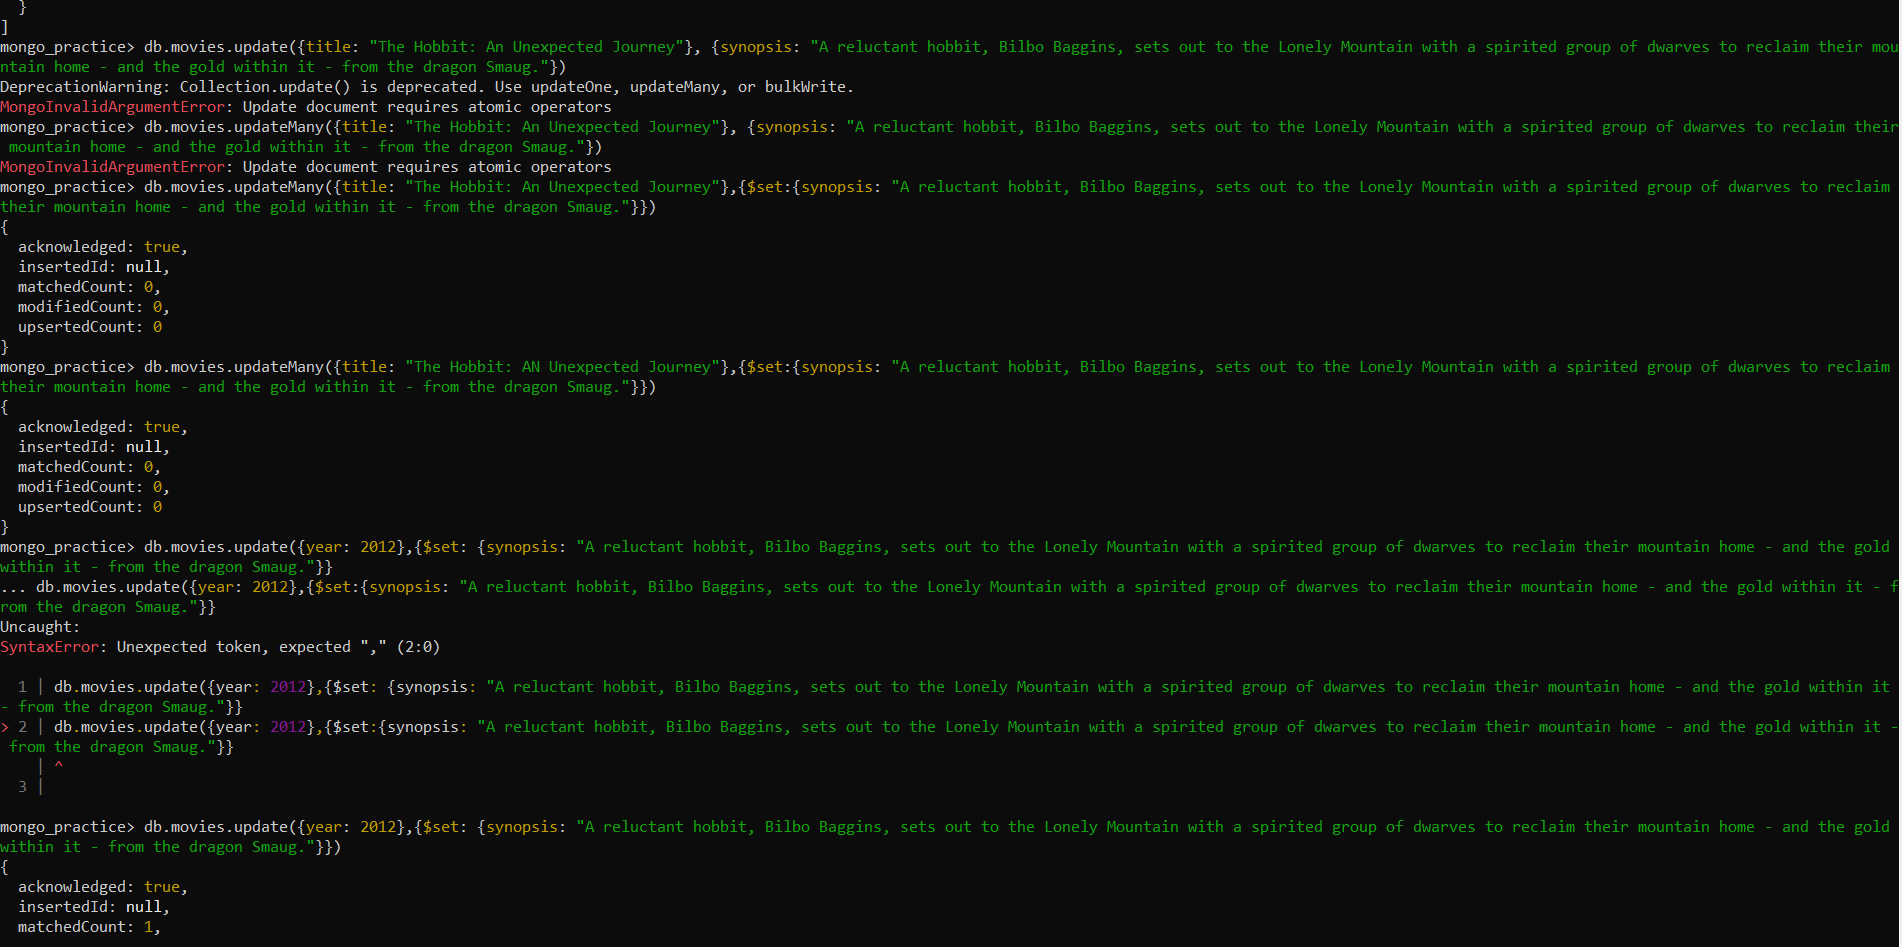 }
]
mongo_practice> db.movies.update({title: "The Hobbit: An Unexpected Journey"}, {synopsis: "A reluctant hobbit, Bilbo Baggins, sets out to the Lonely Mountain with a spirited group of dwarves to reclaim their mou
ntain home - and the gold within it - from the dragon Smaug."})
DeprecationWarning: Collection.update() is deprecated. Use updateOne, updateMany, or bulkWrite.
MongoInvalidArgumentError: Update document requires atomic operators
mongo_practice> db.movies.updateMany({title: "The Hobbit: An Unexpected Journey"}, {synopsis: "A reluctant hobbit, Bilbo Baggins, sets out to the Lonely Mountain with a spirited group of dwarves to reclaim their
 mountain home - and the gold within it - from the dragon Smaug."})
MongoInvalidArgumentError: Update document requires atomic operators
mongo_practice> db.movies.updateMany({title: "The Hobbit: An Unexpected Journey"},{$set:{synopsis: "A reluctant hobbit, Bilbo Baggins, sets out to the Lonely Mountain with a spirited group of dwarves to reclaim
their mountain home - and the gold within it - from the dragon Smaug."}})
{
  acknowledged: true,
  insertedId: null,
  matchedCount: 0,
  modifiedCount: 0,
  upsertedCount: 0
}
mongo_practice> db.movies.updateMany({title: "The Hobbit: AN Unexpected Journey"},{$set:{synopsis: "A reluctant hobbit, Bilbo Baggins, sets out to the Lonely Mountain with a spirited group of dwarves to reclaim
their mountain home - and the gold within it - from the dragon Smaug."}})
{
  acknowledged: true,
  insertedId: null,
  matchedCount: 0,
  modifiedCount: 0,
  upsertedCount: 0
}
mongo_practice> db.movies.update({year: 2012},{$set: {synopsis: "A reluctant hobbit, Bilbo Baggins, sets out to the Lonely Mountain with a spirited group of dwarves to reclaim their mountain home - and the gold
within it - from the dragon Smaug."}}
... db.movies.update({year: 2012},{$set:{synopsis: "A reluctant hobbit, Bilbo Baggins, sets out to the Lonely Mountain with a spirited group of dwarves to reclaim their mountain home - and the gold within it - f
rom the dragon Smaug."}}
Uncaught:
SyntaxError: Unexpected token, expected "," (2:0)
  1 | db.movies.update({year: 2012},{$set: {synopsis: "A reluctant hobbit, Bilbo Baggins, sets out to the Lonely Mountain with a spirited group of dwarves to reclaim their mountain home - and the gold within it
- from the dragon Smaug."}}
> 2 | db.movies.update({year: 2012},{$set:{synopsis: "A reluctant hobbit, Bilbo Baggins, sets out to the Lonely Mountain with a spirited group of dwarves to reclaim their mountain home - and the gold within it -
 from the dragon Smaug."}}
    | ^
  3 |
mongo_practice> db.movies.update({year: 2012},{$set: {synopsis: "A reluctant hobbit, Bilbo Baggins, sets out to the Lonely Mountain with a spirited group of dwarves to reclaim their mountain home - and the gold
within it - from the dragon Smaug."}})
{
  acknowledged: true,
  insertedId: null,
  matchedCount: 1,